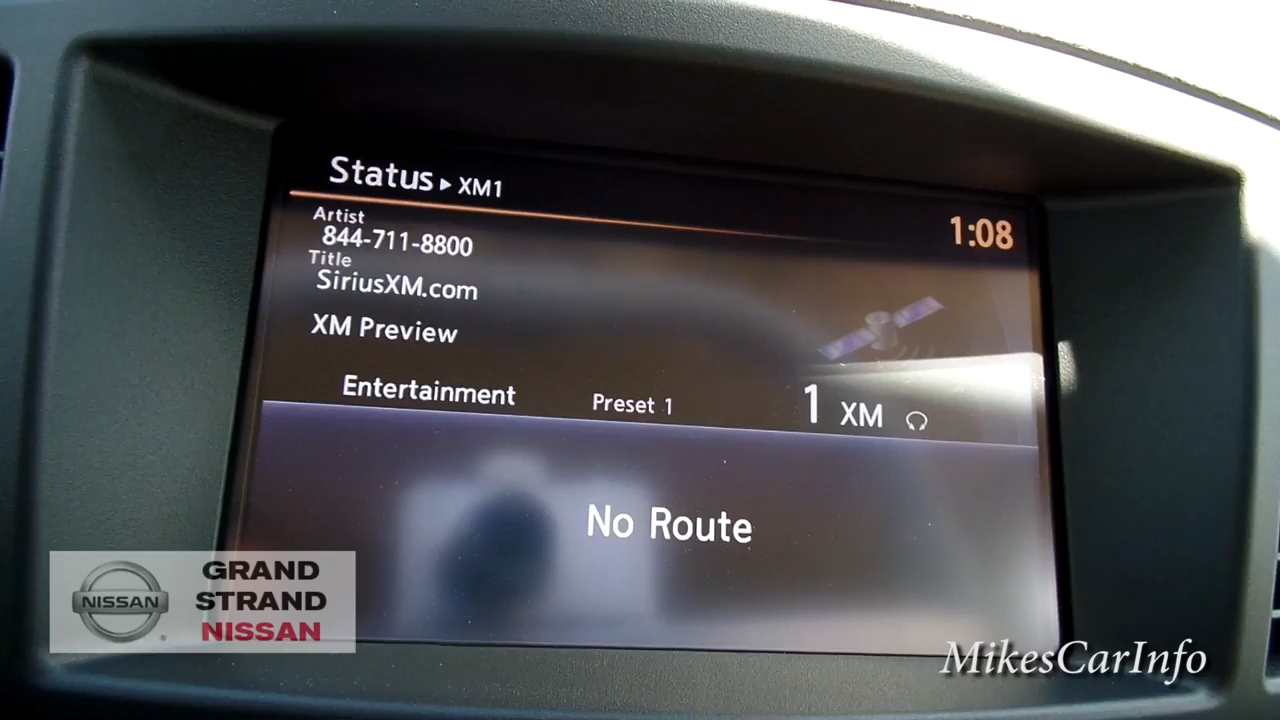 Status ▸ XM1
1:08
Artist
844-711-8800
Title
SiriusXM.com
XM Preview
Entertainment Preset 1 1 XM
No Route
NISSAN
GRAND
STRAND
NISSAN
MikesCarInfo